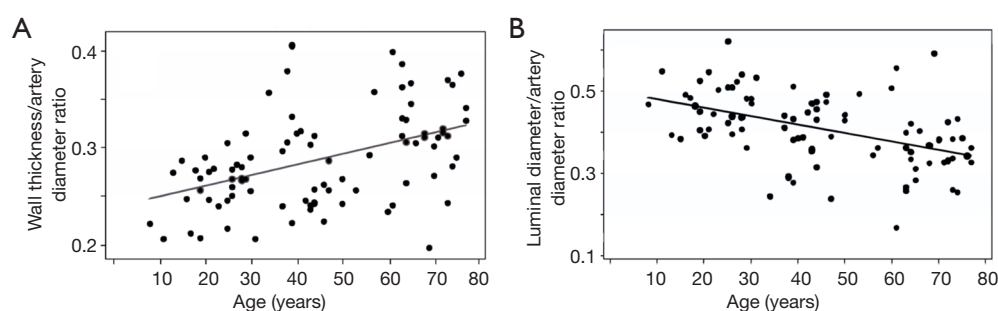 A
Wall thickness/artery
diameter ratio
0.4
0.3
0.2
10 20 30 40 50 60 70 80
Age (years)
B
Luminal diameter/artery
diameter ratio
0.5
0.3
0.1
10 20 30 40 50 60 70 80
Age (years)